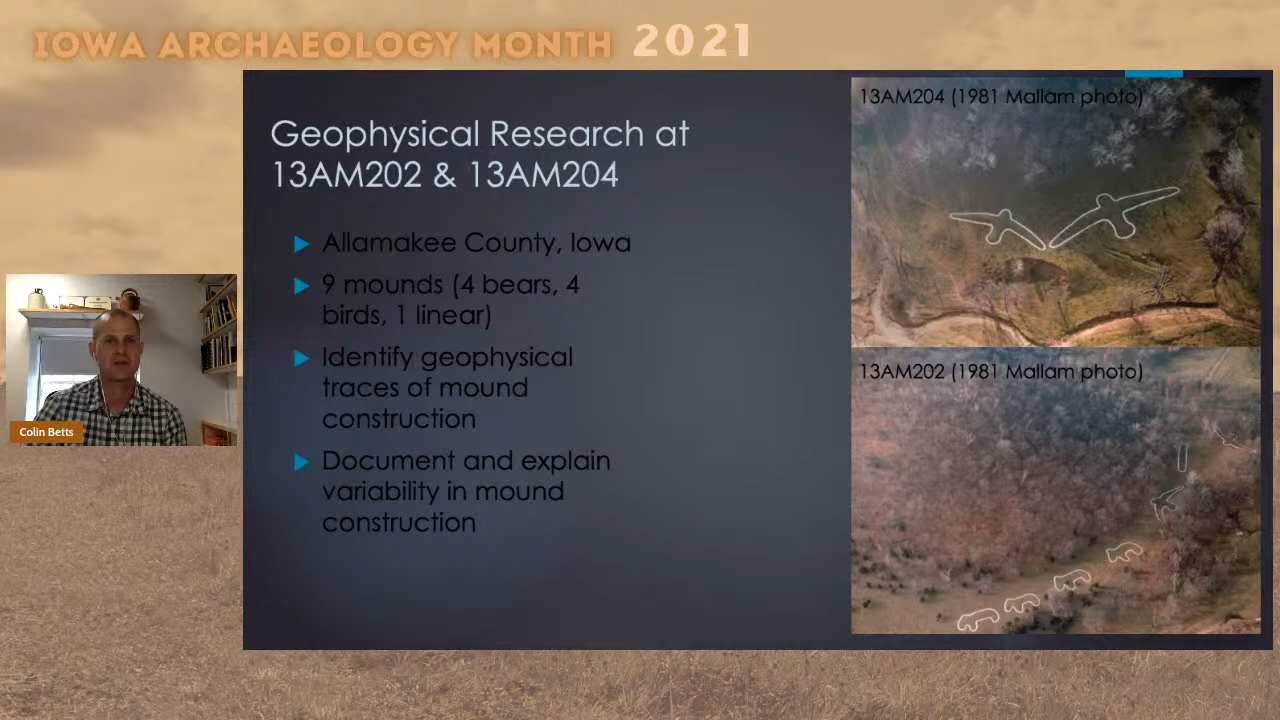 IOWA ARCHAEOLOGY MONTH 2021
Geophysical Research at
13AM202 & 13AM204
Allamakee County, Iowa
9 mounds (4 bears, 4
birds, 1 linear)
Identify geophysical
traces of mound
construction
Document and explain
variability in mound
construction
13AM204 (1981 Mallam photo)
13AM202 (1981 Mallam photo)
Colin Betts